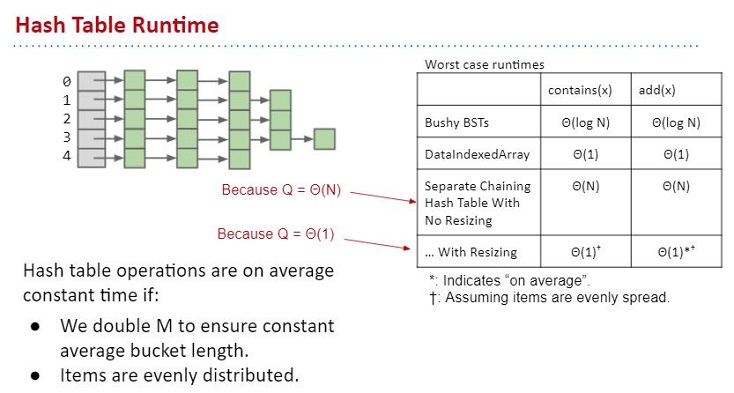 Hash Table Runtime
0
1
2
3
4
Because Q = Θ(N)
Because Q = Θ(1)
Hash table operations are on average
constant time if:
● We double M to ensure constant
average bucket length.
● Items are evenly distributed.
Worst case runtimes
contains(x) add(x)
Bushy BSTs Θ(log N) Θ(log N)
DataIndexedArray Θ(1) Θ(1)
Separate Chaining Θ(N) Θ(N)
Hash Table With
No Resizing
... With Resizing Θ(1)† Θ(1)*†
*: Indicates "on average".
†: Assuming items are evenly spread.